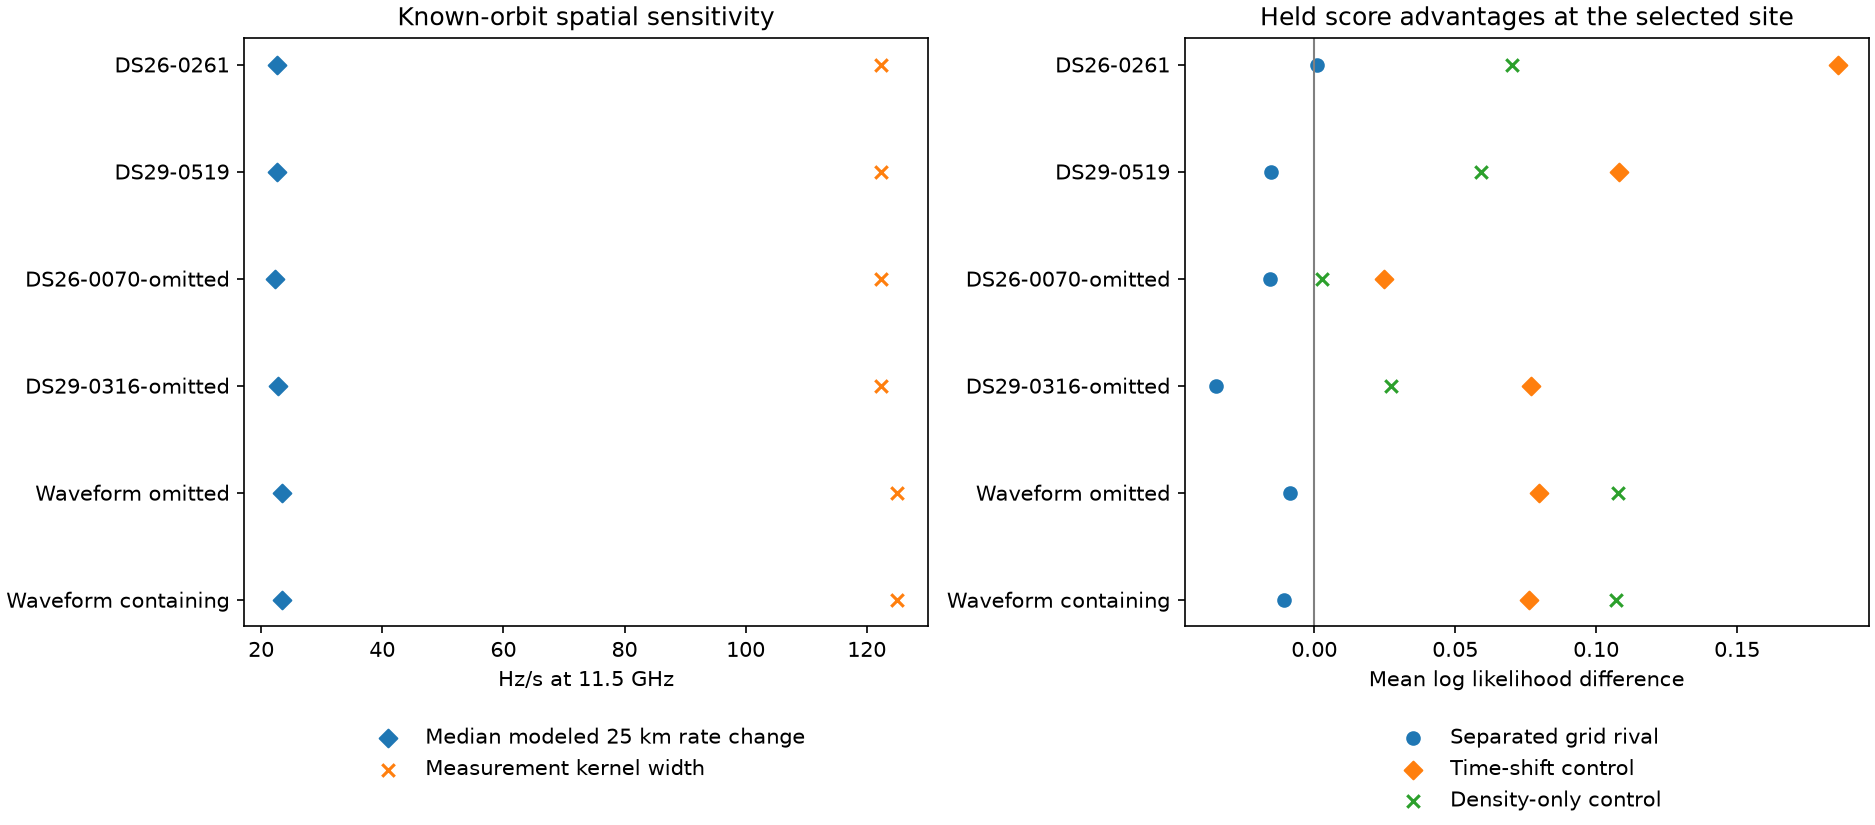 Known-orbit spatial sensitivity
DS26-0261
DS29-0519
DS26-0070-omitted
DS29-0316-omitted
Waveform omitted
Waveform containing
20 40 60 80 100 120
Hz/s at 11.5 GHz
Median modeled 25 km rate change
Measurement kernel width
Held score advantages at the selected site
DS26-0261
DS29-0519
DS26-0070-omitted
DS29-0316-omitted
Waveform omitted
Waveform containing
0.00 0.05 0.10 0.15
Mean log likelihood difference
Separated grid rival
Time-shift control
Density-only control